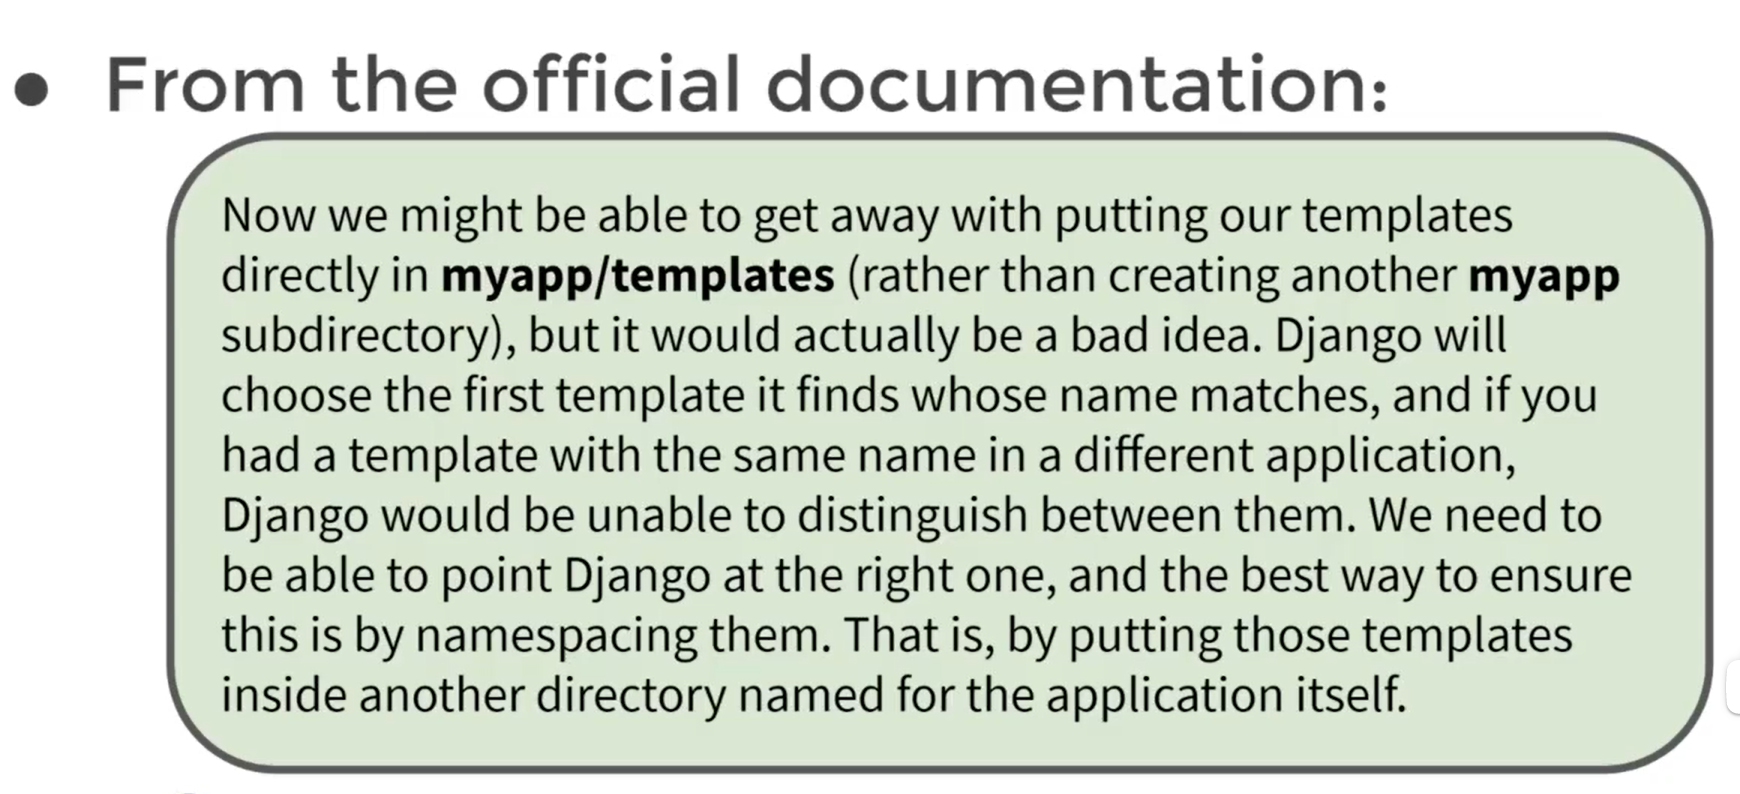 • From the official documentation:
Now we might be able to get away with putting our templates
directly in myapp/templates (rather than creating another myapp
subdirectory), but it would actually be a bad idea. Django will
choose the first template it finds whose name matches, and if you
had a template with the same name in a different application,
Django would be unable to distinguish between them. We need to
be able to point Django at the right one, and the best way to ensure
this is by namespacing them. That is, by putting those templates
inside another directory named for the application itself.